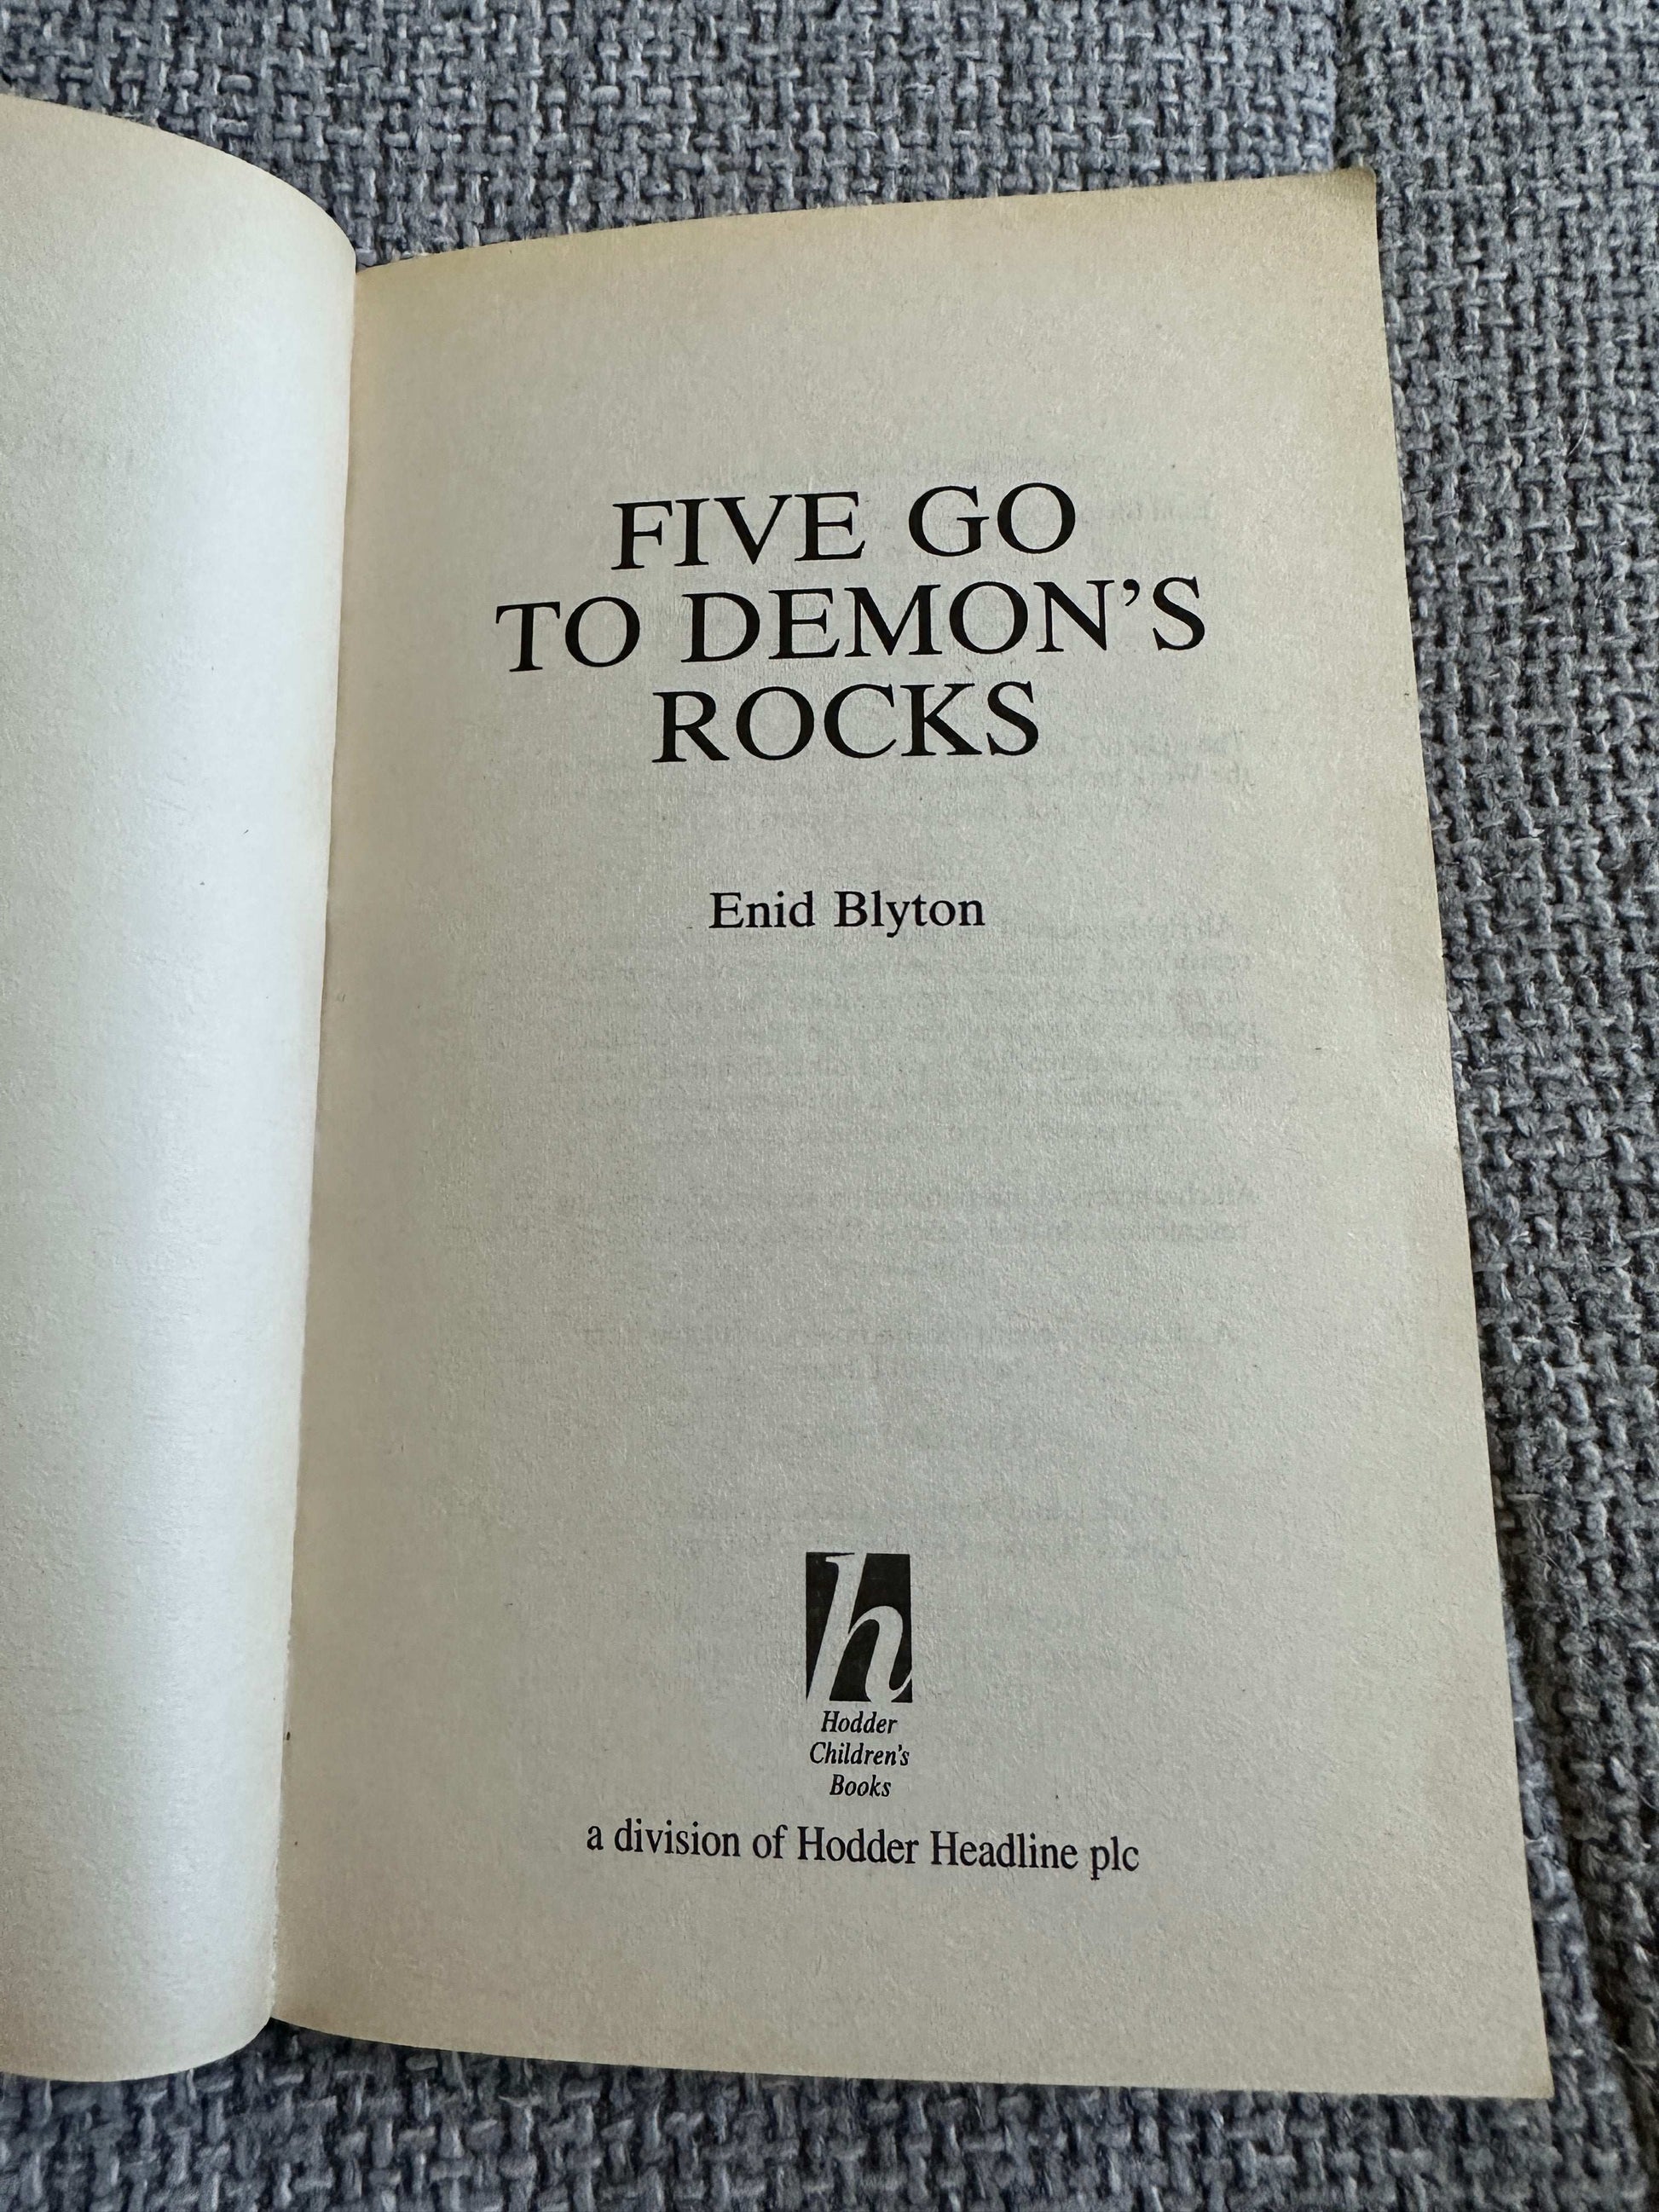 FIVE GO
TO DEMON'S
ROCKS
Enid Blyton
h
Hodder
Children's
Books
a division of Hodder Headline plc